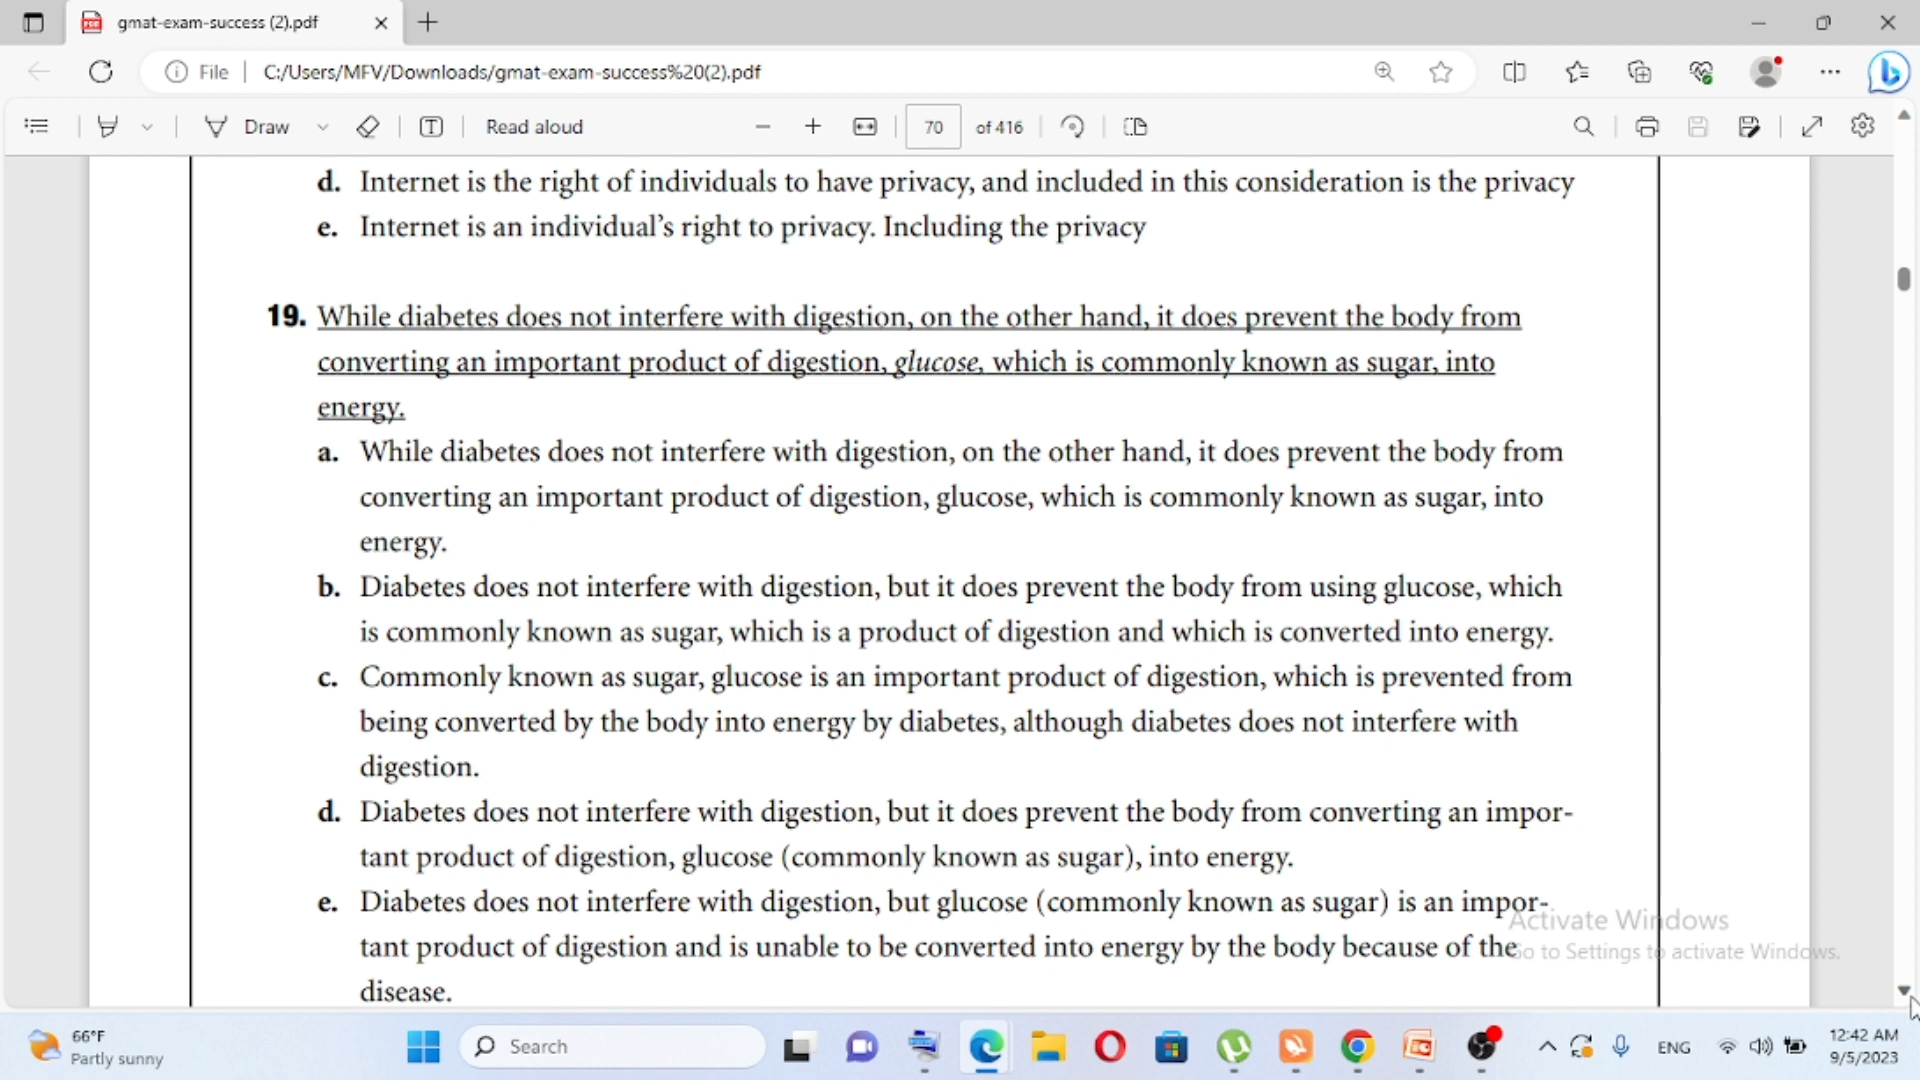 gmat-exam-success (2).pdf
File C:/Users/MFV/Downloads/gmat-exam-success%20(2).pdf
Draw Read aloud 70 of 416
d. Internet is the right of individuals to have privacy, and included in this consideration is the privacy
e. Internet is an individual’s right to privacy. Including the privacy
19. While diabetes does not interfere with digestion, on the other hand, it does prevent the body from
converting an important product of digestion, glucose, which is commonly known as sugar, into
energy.
a. While diabetes does not interfere with digestion, on the other hand, it does prevent the body from
converting an important product of digestion, glucose, which is commonly known as sugar, into
energy.
b. Diabetes does not interfere with digestion, but it does prevent the body from using glucose, which
is commonly known as sugar, which is a product of digestion and which is converted into energy.
c. Commonly known as sugar, glucose is an important product of digestion, which is prevented from
being converted by the body into energy by diabetes, although diabetes does not interfere with
digestion.
d. Diabetes does not interfere with digestion, but it does prevent the body from converting an impor-
tant product of digestion, glucose (commonly known as sugar), into energy.
e. Diabetes does not interfere with digestion, but glucose (commonly known as sugar) is an impor-
tant product of digestion and is unable to be converted into energy by the body because of the
disease.
Activate Windows
Go to Settings to activate Windows.
66°F
Partly sunny
Search
ENG
12:42 AM
9/5/2023